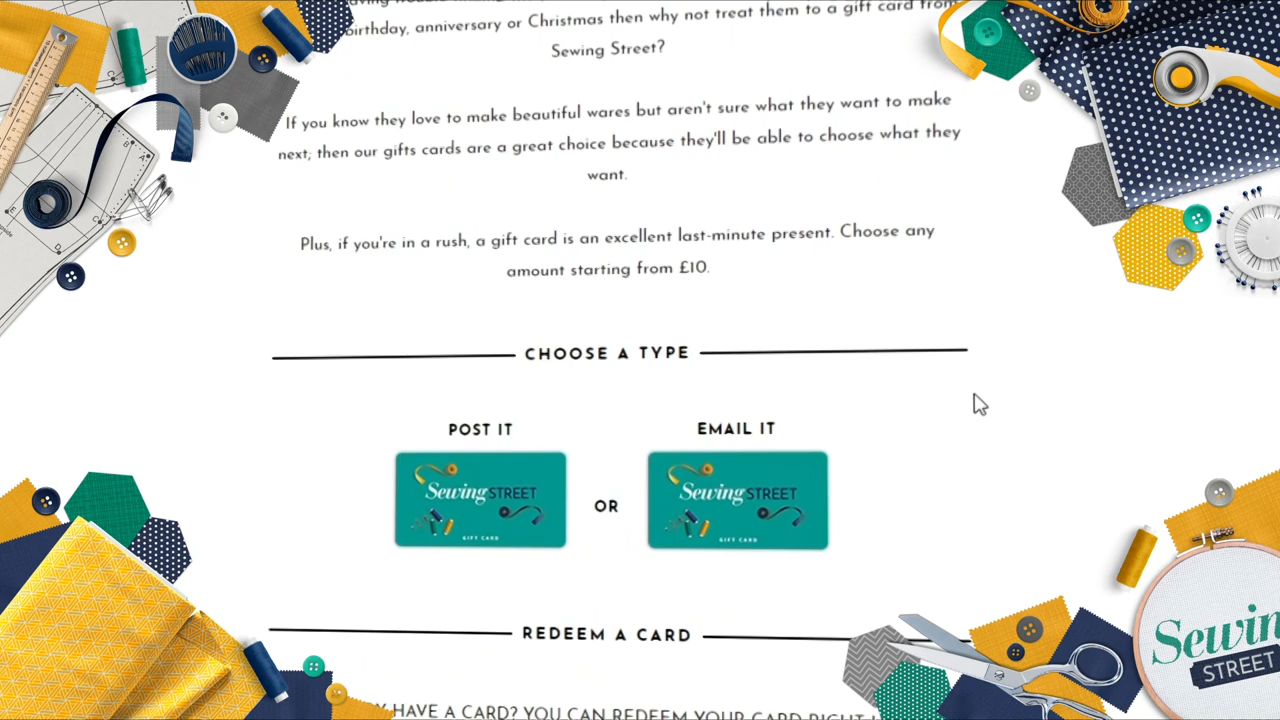 birthday, anniversary or Christmas then why not treat them to a gift card from
Sewing Street?
If you know they love to make beautiful wares but aren't sure what they want to make
next; then our gifts cards are a great choice because they'll be able to choose what they
want.
Plus, if you're in a rush, a gift card is an excellent last-minute present. Choose any
amount starting from £10.
CHOOSE A TYPE
POST IT
EMAIL IT
Sewing STREET
GIFT CARD
OR
Sewing STREET
GIFT CARD
REDEEM A CARD
HAVE A CARD? YOU CAN REDEEM YOUR CARD RIGHT
STREET